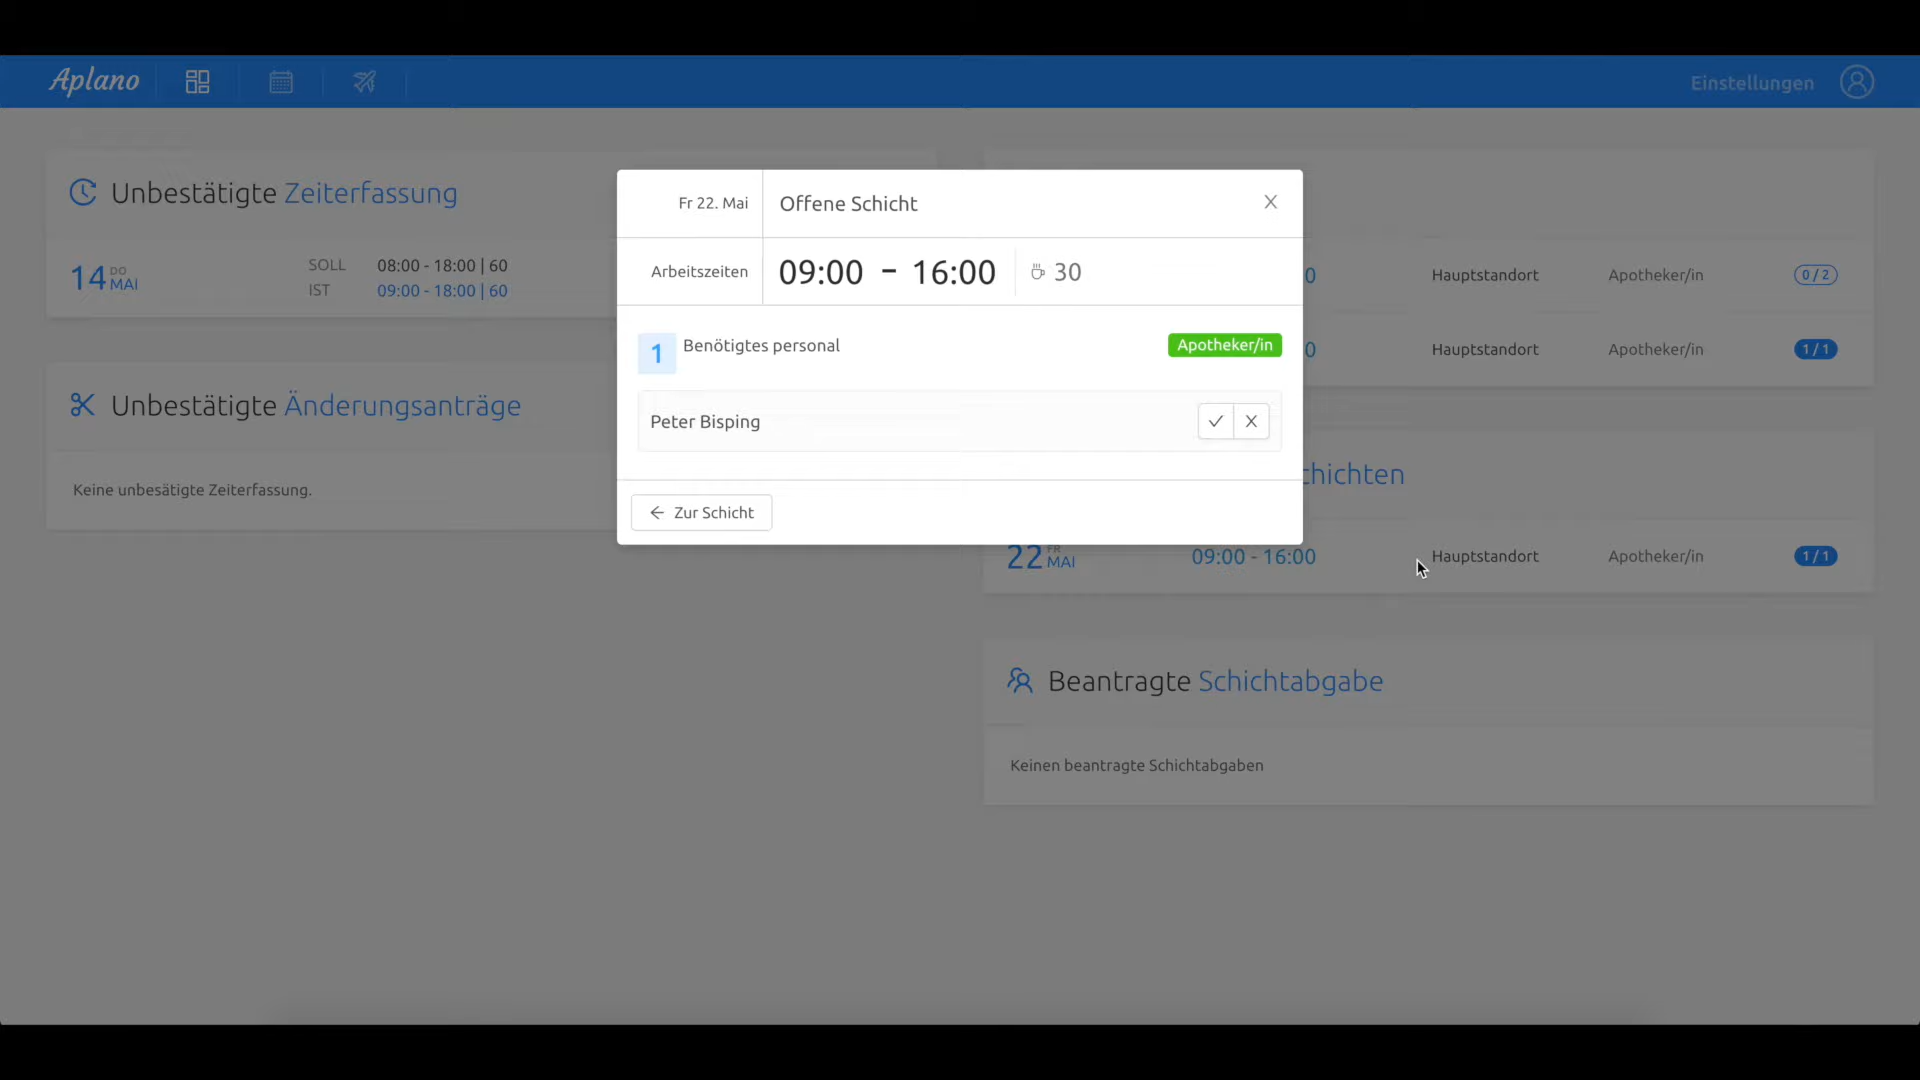 Aplano
Einstellungen
Unbestätigte Zeiterfassung
14 DO MAI
SOLL 08:00 - 18:00 | 60
IST 09:00 - 18:00 | 60
Unbestätigte Änderungsanträge
Keine unbesätigte Zeiterfassung.
Fr 22. Mai Offene Schicht
Arbeitszeiten 09:00 - 16:00 30
1 Benötigtes personal Apotheker/in
Peter Bisping
Zur Schicht
0 Hauptstandort Apotheker/in 0 / 2
0 Hauptstandort Apotheker/in 1 / 1
chichten
22 FR MAI 09:00 - 16:00 Hauptstandort Apotheker/in 1 / 1
Beantragte Schichtabgabe
Keinen beantragte Schichtabgaben